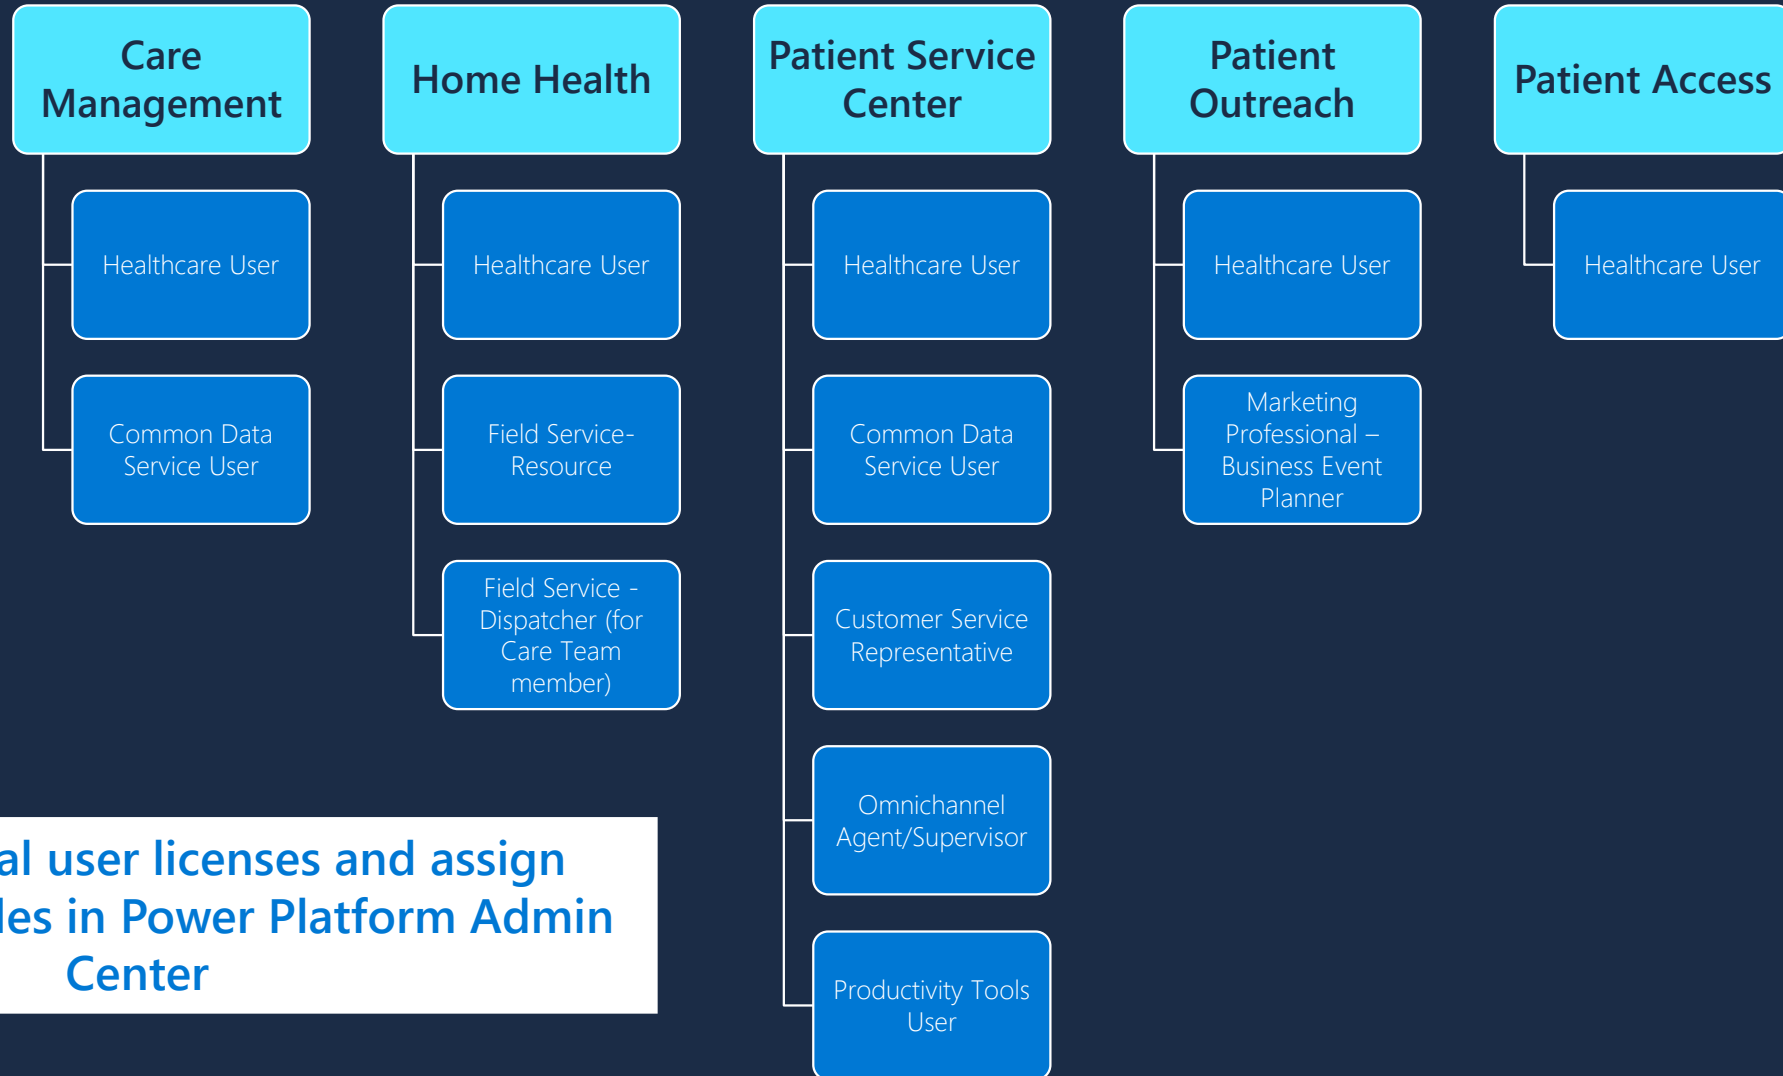 Care
Management
Healthcare User
Common Data
Service User
Home Health
Healthcare User
Field Service-
Resource
Field Service -
Dispatcher (for
Care Team
member)
Patient Service
Center
Healthcare User
Common Data
Service User
Customer Service
Representative
Omnichannel
Agent/Supervisor
Productivity Tools
User
Patient
Outreach
Healthcare User
Marketing
Professional –
Business Event
Planner
Patient Access
Healthcare User
user licenses and assign
in Power Platform Admin
Center